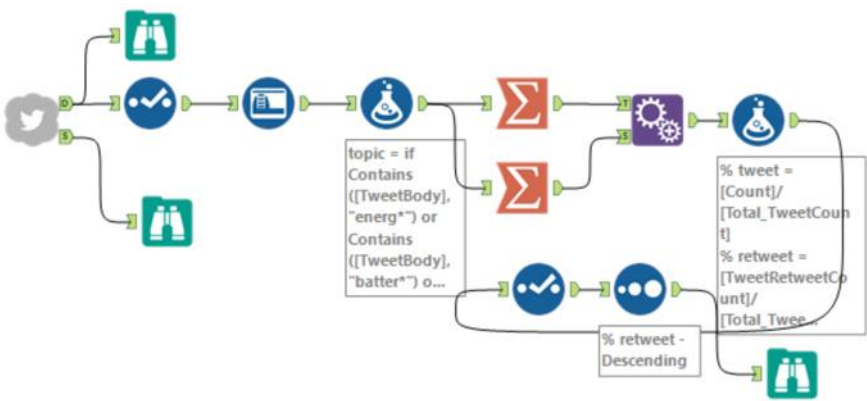 D
S
topic = if
Contains
([TweetBody],
"energ*") or
Contains
([TweetBody],
"batter*") o...
Σ
Σ
T
S
% tweet =
[Count]/
[Total_TweetCoun
t]
% retweet =
[TweetRetweetCo
unt]/
[Total_Twee...
% retweet -
Descending